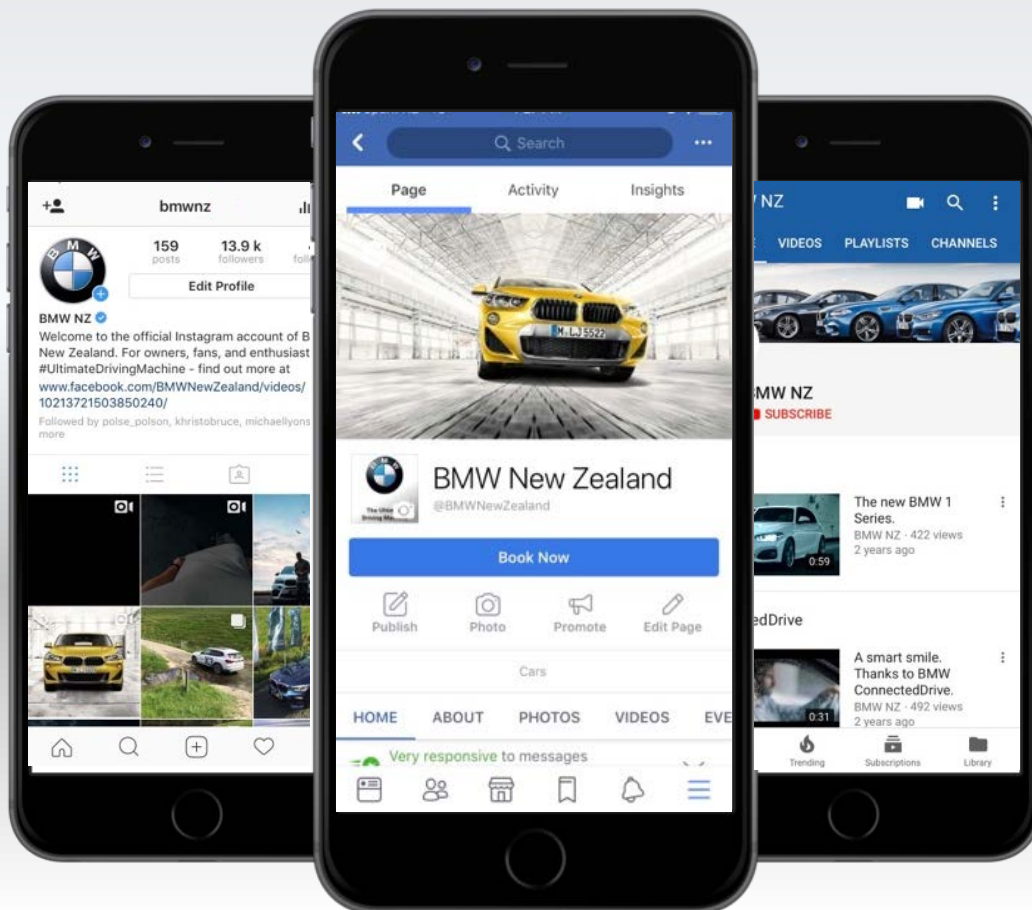 bmwnz
159
posts
13.9 k
followers
Edit Profile
BMW NZ
Welcome to the official Instagram account of B
New Zealand. For owners, fans, and enthusiast
#UltimateDrivingMachine - find out more at
www.facebook.com/BMWNewZealand/videos/
10213721503850240/
Followed by polse_polson, khristobruce, michaellyons
more
Search
Page
Activity
Insights
BMW New Zealand
@BMWNewZealand
Book Now
Publish
Photo
Promote
Edit Page
Cars
HOME
ABOUT
PHOTOS
VIDEOS
EVE
Very responsive to messages
NZ
VIDEOS
PLAYLISTS
CHANNELS
MW NZ
SUBSCRIBE
The new BMW 1
Series.
BMW NZ · 422 views
2 years ago
0:59
edDrive
A smart smile.
Thanks to BMW
ConnectedDrive.
BMW NZ · 492 views
2 years ago
0:31
Trending
Subscriptions
Library